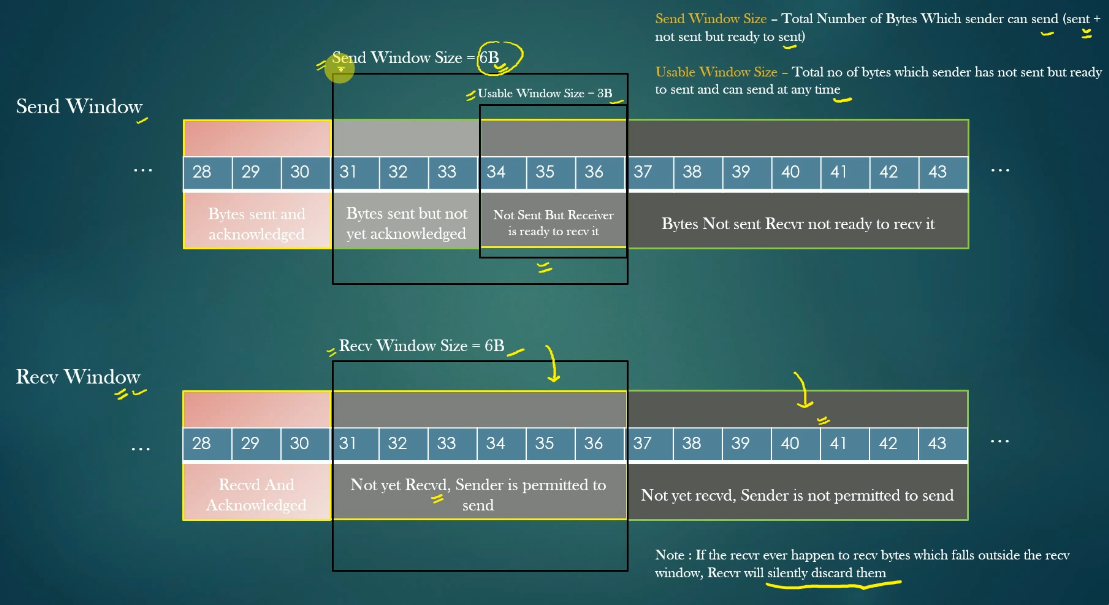 Send Window Size – Total Number of Bytes Which sender can send (sent +
not sent but ready to sent)
Usable Window Size – Total no of bytes which sender has not sent but ready
to sent and can send at any time
Send Window Size = 6B
Usable Window Size = 3B
Send Window
... 28 29 30 31 32 33 34 35 36 37 38 39 40 41 42 43 ...
Bytes sent and
acknowledged
Bytes sent but not
yet acknowledged
Not Sent But Receiver
is ready to recv it
Bytes Not sent Recvr not ready to recv it
Recv Window Size = 6B
Recv Window
... 28 29 30 31 32 33 34 35 36 37 38 39 40 41 42 43 ...
Recvd And
Acknowledged
Not yet Recvd, Sender is permitted to
send
Not yet recvd, Sender is not permitted to send
Note : If the recvr ever happen to recv bytes which falls outside the recv
window, Recvr will silently discard them